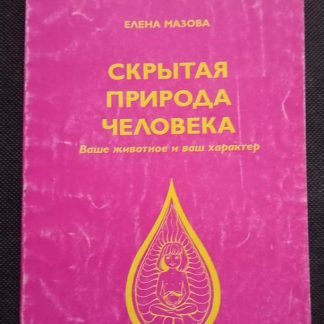 ЕЛЕНА МАЗОВА
СКРЫТАЯ
ПРИРОДА
ЧЕЛОВЕКА
Ваше животное и ваш характер